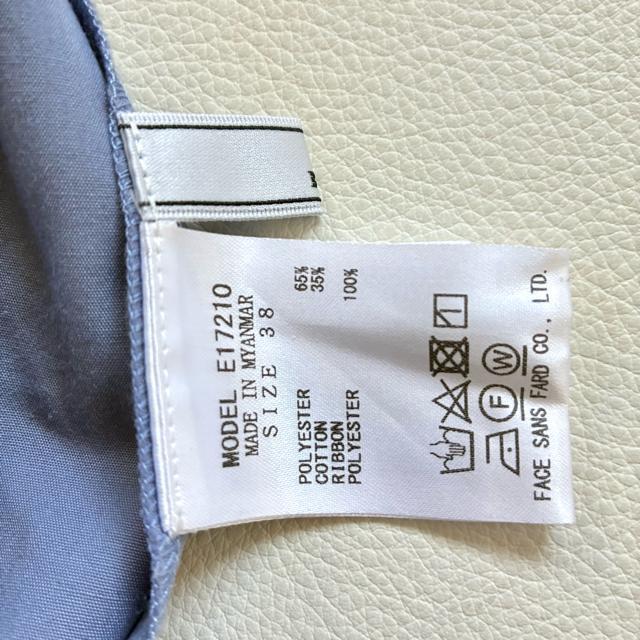 MODEL E17210
MADE IN MYANMAR
SIZE 38
POLYESTER 65%
COTTON 35%
RIBBON
POLYESTER 100%
F W
FACE SANS FARD CO., LTD.